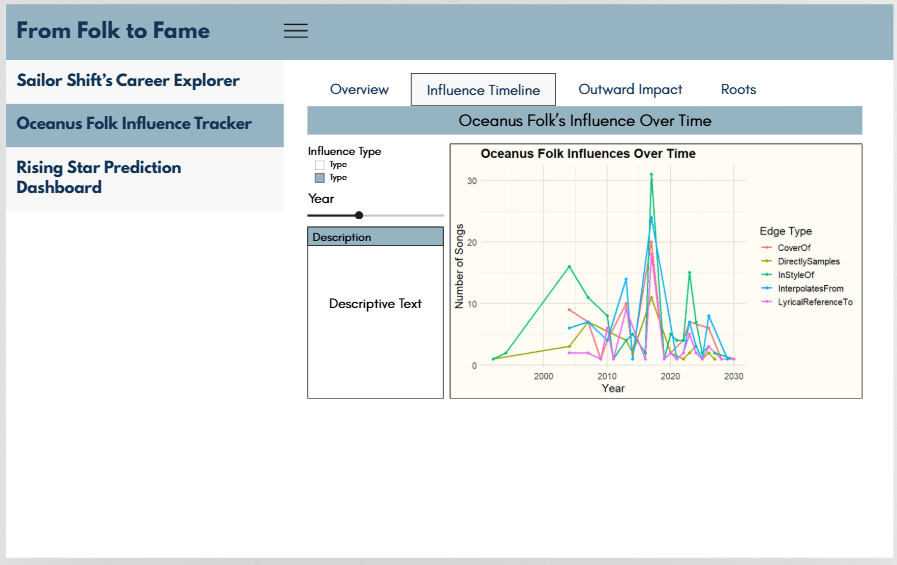 From Folk to Fame
Sailor Shift's Career Explorer
Oceanus Folk Influence Tracker
Rising Star Prediction
Dashboard
Overview
Influence Timeline
Outward Impact
Roots
Oceanus Folk's Influence Over Time
Influence Type
Type
Type
Year
Description
Descriptive Text
Oceanus Folk Influences Over Time
Number of Songs
30
20
10
0
2000
2010
2020
2030
Year
Edge Type
CoverOf
DirectlySamples
InStyleOf
InterpolatesFrom
LyricalReferenceTo